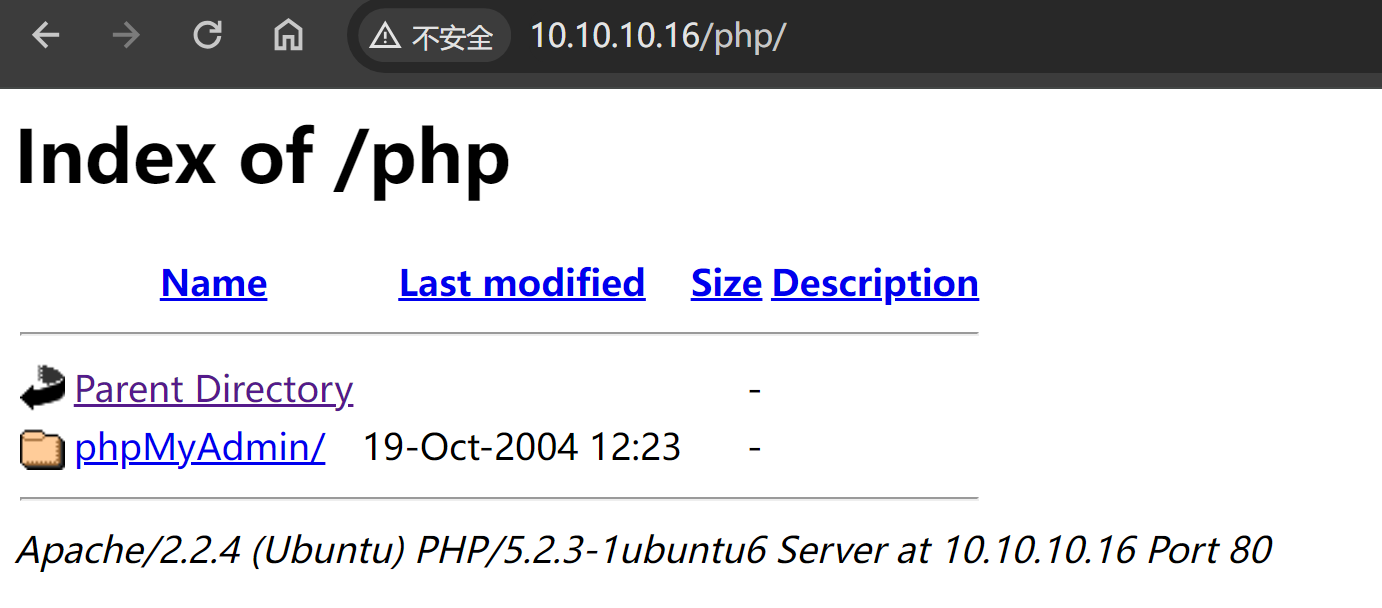 不安全 10.10.10.16/php/
Index of /php
Name Last modified Size Description
Parent Directory -
phpMyAdmin/ 19-Oct-2004 12:23 -
Apache/2.2.4 (Ubuntu) PHP/5.2.3-1ubuntu6 Server at 10.10.10.16 Port 80